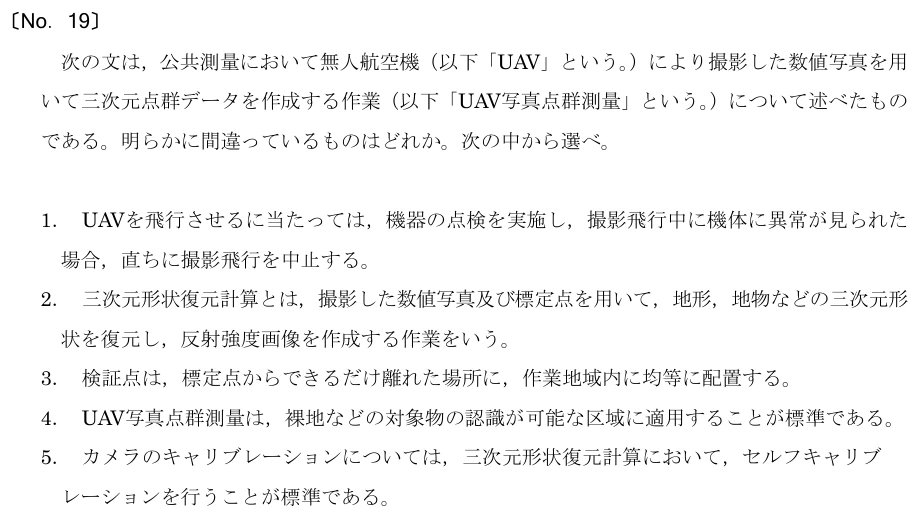 〔No. 19〕
次の文は，公共測量において無人航空機（以下「UAV」という。）により撮影した数値写真を用
いて三次元点群データを作成する作業（以下「UAV写真点群測量」という。）について述べたもの
である。明らかに間違っているものはどれか。次の中から選べ。
1. UAVを飛行させるに当たっては，機器の点検を実施し，撮影飛行中に機体に異常が見られた
場合，直ちに撮影飛行を中止する。
2. 三次元形状復元計算とは，撮影した数値写真及び標定点を用いて，地形，地物などの三次元形
状を復元し，反射強度画像を作成する作業をいう。
3. 検証点は，標定点からできるだけ離れた場所に，作業地域内に均等に配置する。
4. UAV写真点群測量は，裸地などの対象物の認識が可能な区域に適用することが標準である。
5. カメラのキャリブレーションについては，三次元形状復元計算において，セルフキャリブ
レーションを行うことが標準である。